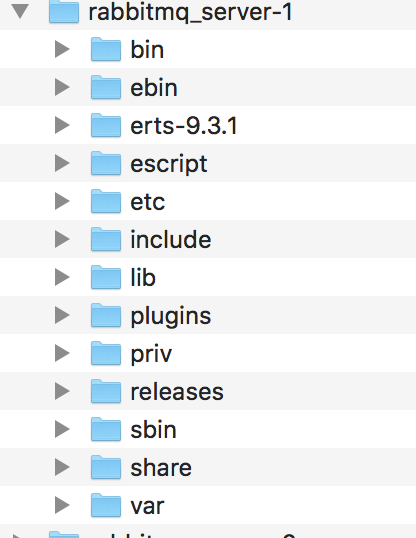 rabbitmq_server-1
bin
ebin
erts-9.3.1
escript
etc
include
lib
plugins
priv
releases
sbin
share
var